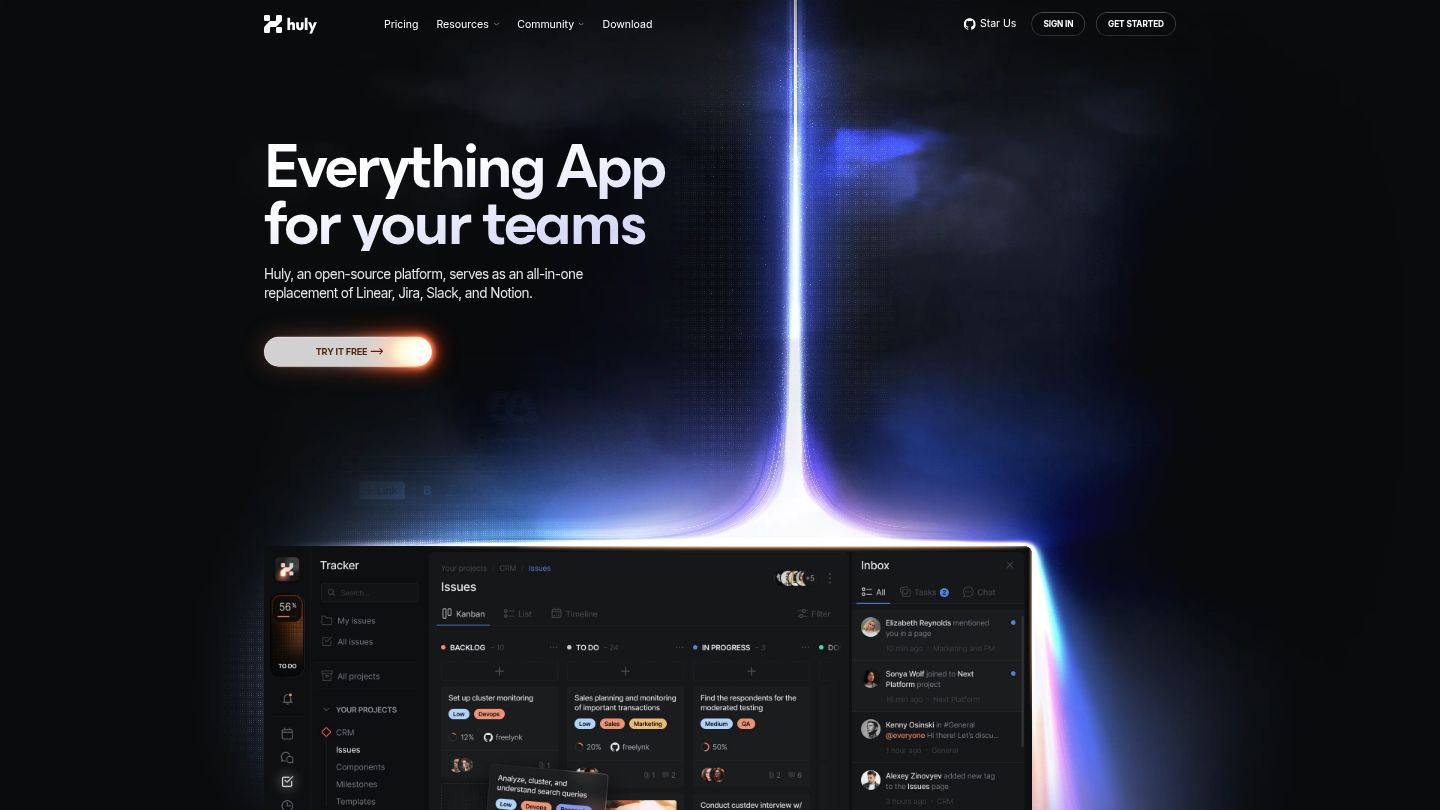 huly
Pricing
Resources
Community
Download
Star Us
SIGN IN
GET STARTED
Everything App
for your teams
Huly, an open-source platform, serves as an all-in-one
replacement of Linear, Jira, Slack, and Notion.
TRY IT FREE
Link
B
56%
TO DO
Tracker
Search...
My issues
All issues
All projects
YOUR PROJECTS
CRM
Issues
Components
Milestones
Templates
Your projects / CRM / Issues
Issues
+5
Kanban
List
Timeline
Filter
BACKLOG - 10
Set up cluster monitoring
Low Devops
12% freelynk
1
Analyze, cluster, and
understand search queries
Low Devops
TO DO - 24
Sales planning and monitoring
of important transactions
Low Sales Marketing
20% freelynk
1 2
IN PROGRESS - 3
Find the respondents for the
moderated testing
Medium QA
50%
2 6
Conduct custdev interview w/
DO
Inbox
All
Tasks 2
Chat
Elizabeth Reynolds mentioned
you in a page
10 min ago · Marketing and PM
Sonya Wolf joined to Next
Platform project
16 min ago · Next Platform
Kenny Osinski in #General
@everyone Hi there! Let's discu...
1 hour ago · General
Alexey Zinovyev added new tag
to the Issues page
3 hours ago · CRM